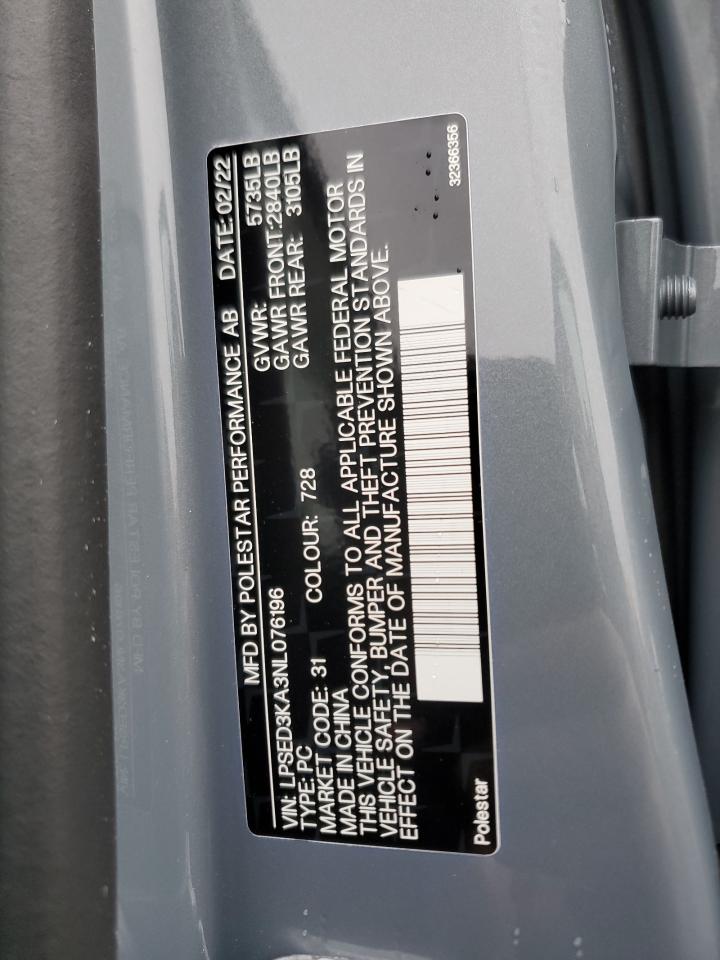 MFD BY POLESTAR PERFORMANCE AB DATE: 02/22
VIN: LPSED3KA3NL076196 GVWR: 5735LB
TYPE: PC GAWR FRONT: 2840LB
MARKET CODE: 31 COLOUR: 728 GAWR REAR: 3105LB
MADE IN CHINA
THIS VEHICLE CONFORMS TO ALL APPLICABLE FEDERAL MOTOR
VEHICLE SAFETY, BUMPER AND THEFT PREVENTION STANDARDS IN
EFFECT ON THE DATE OF MANUFACTURE SHOWN ABOVE.
Polestar 32366356